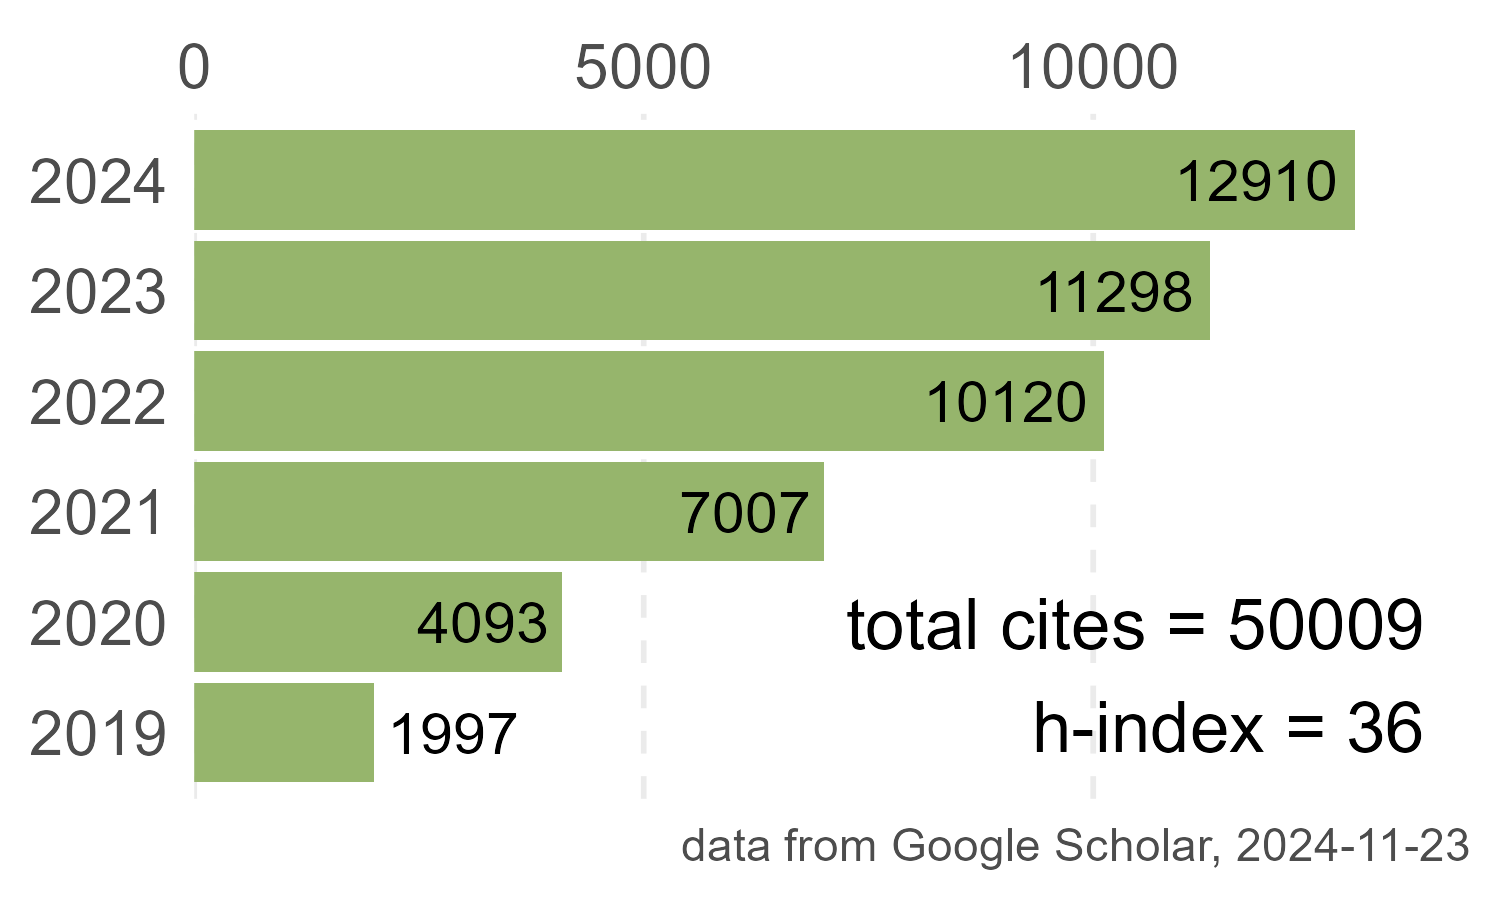 0 5000 10000
2024 12910
2023 11298
2022 10120
2021 7007
2020 4093
total cites = 50009
2019 1997
h-index = 36
data from Google Scholar, 2024-11-23